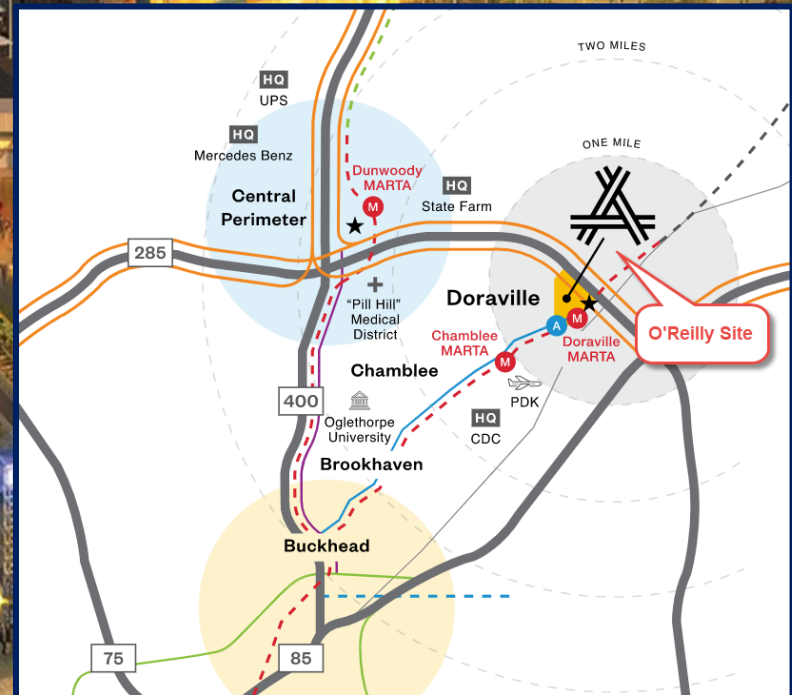 TWO MILES
HQ
UPS
ONE MILE
HQ
Mercedes Benz
Dunwoody
MARTA
HQ
State Farm
Central
Perimeter
M
285
"Pill Hill"
Medical
District
Doraville
O'Reilly Site
A
M
Doraville
MARTA
Chamblee
MARTA
M
Chamblee
PDK
400
Oglethorpe
University
HQ
CDC
Brookhaven
Buckhead
75
85